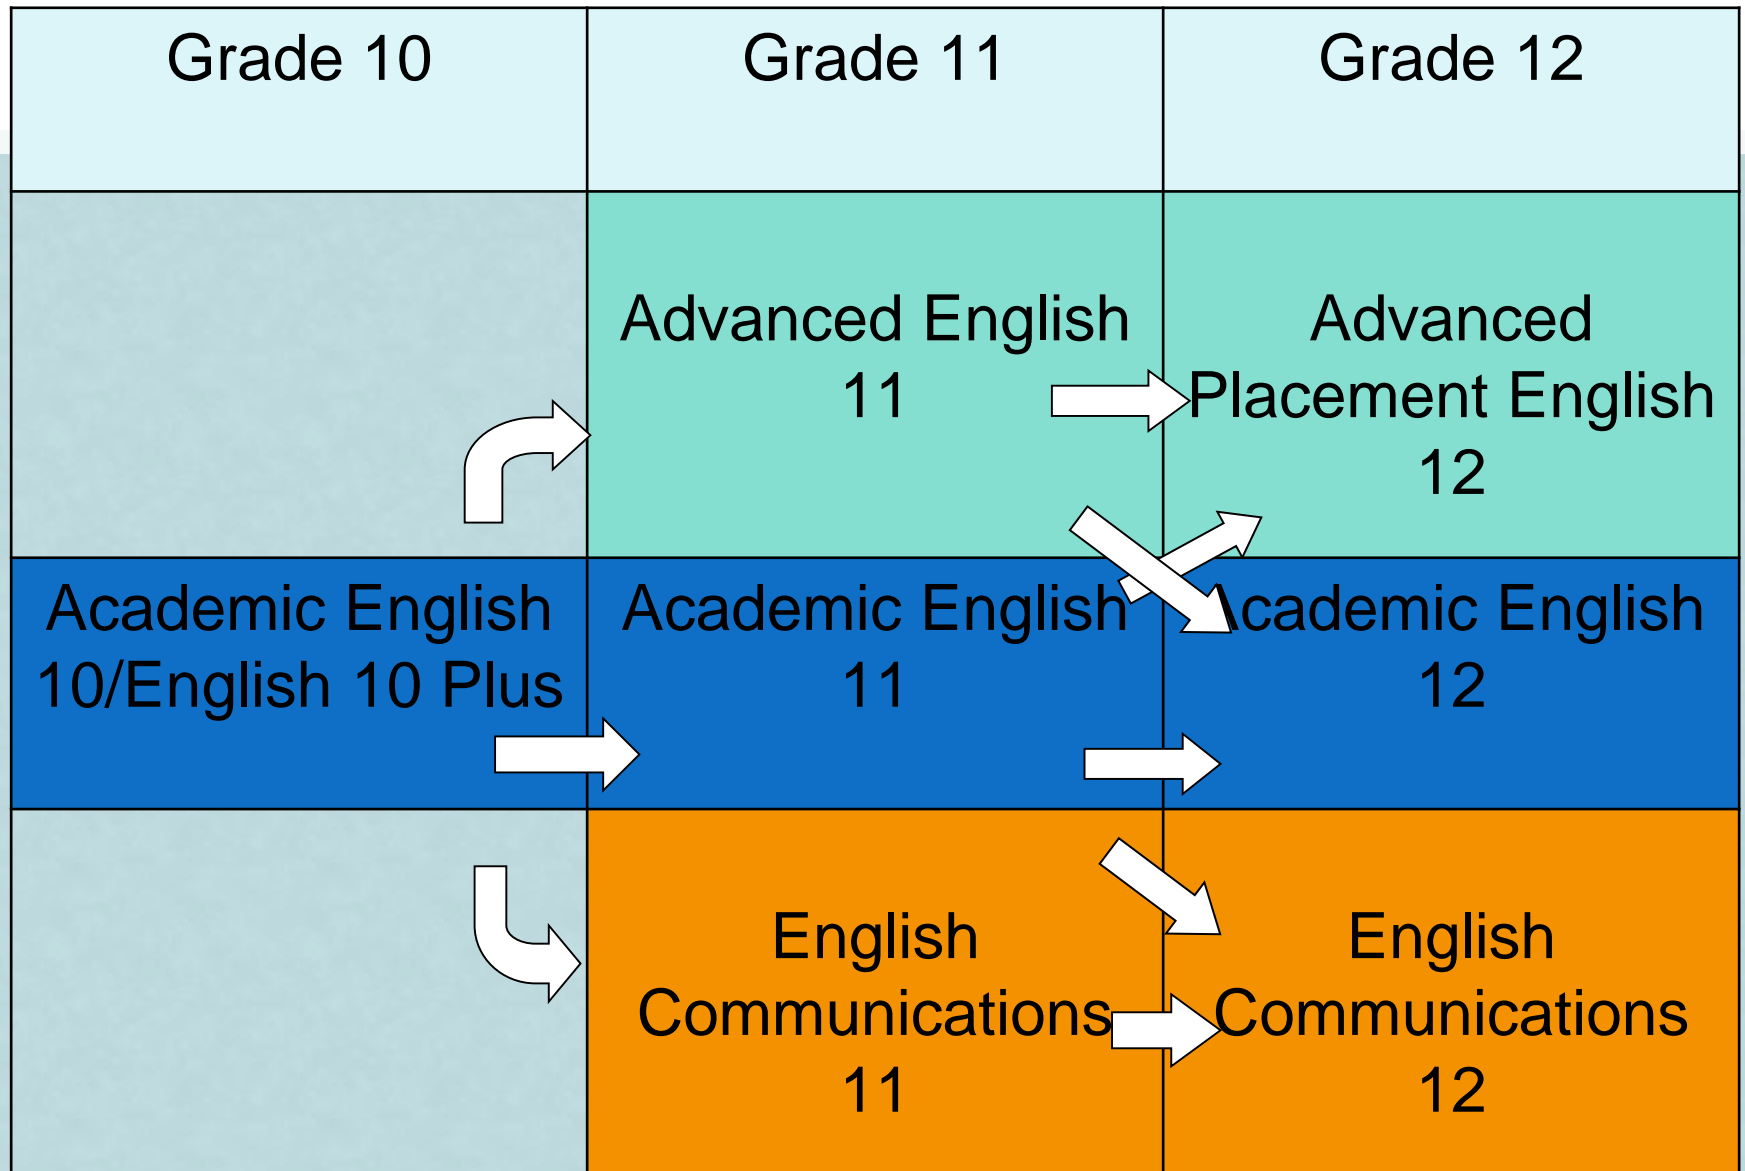 Grade 10
Grade 11
Grade 12
Advanced English
11
Advanced
Placement English
12
Academic English
10/English 10 Plus
Academic English
11
Academic English
12
English
Communications
11
English
Communications
12